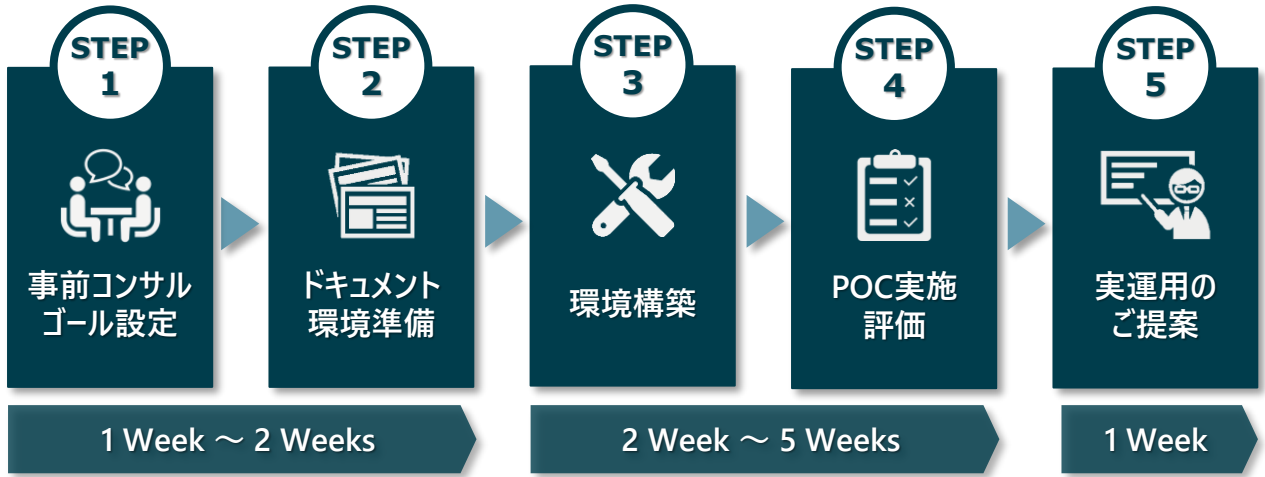 STEP
1
事前コンサル
ゴール設定
STEP
2
ドキュメント
環境準備
STEP
3
環境構築
STEP
4
POC実施
評価
STEP
5
実運用の
ご提案
1 Week ～ 2 Weeks
2 Week ～ 5 Weeks
1 Week